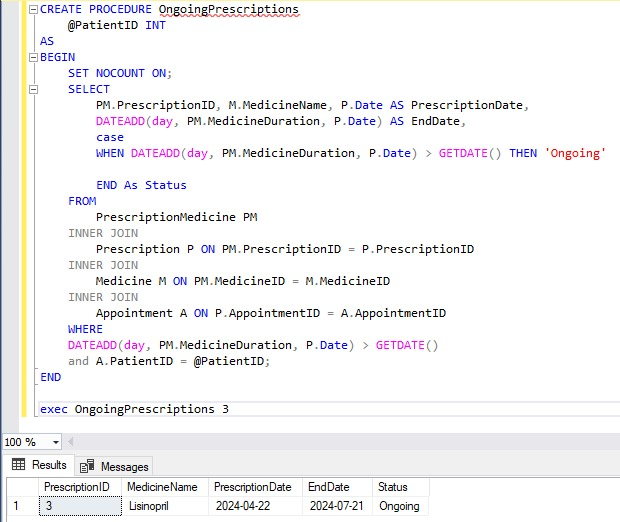 CREATE PROCEDURE OngoingPrescriptions
@PatientID INT
AS
BEGIN
SET NOCOUNT ON;
SELECT
PM.PrescriptionID, M.MedicineName, P.Date AS PrescriptionDate,
DATEADD(day, PM.MedicineDuration, P.Date) AS EndDate,
case
WHEN DATEADD(day, PM.MedicineDuration, P.Date) > GETDATE() THEN 'Ongoing'
END As Status
FROM
PrescriptionMedicine PM
INNER JOIN
Prescription P ON PM.PrescriptionID = P.PrescriptionID
INNER JOIN
Medicine M ON PM.MedicineID = M.MedicineID
INNER JOIN
Appointment A ON P.AppointmentID = A.AppointmentID
WHERE
DATEADD(day, PM.MedicineDuration, P.Date) > GETDATE()
and A.PatientID = @PatientID;
END
exec OngoingPrescriptions 3
100 %
Results Messages
PrescriptionID MedicineName PrescriptionDate EndDate Status
1 3 Lisinopril 2024-04-22 2024-07-21 Ongoing